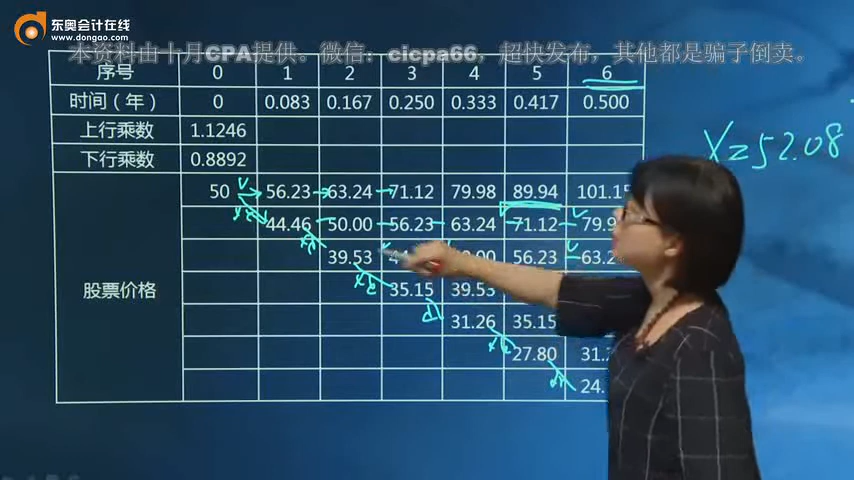 东奥会计在线
www.dongao.com
本资料由十月CPA提供。微信：cicpa66，超快发布，其他都是骗子倒卖。
序号 0 1 2 3 4 5 6
时间（年） 0 0.083 0.167 0.250 0.333 0.417 0.500
上行乘数 1.1246
下行乘数 0.8892
X=52.08
50 56.23 63.24 71.12 79.98 89.94 101.15
44.46 50.00 56.23 63.24 71.12
39.53 56.23
股票价格
35.15 39.53
31.26 35.15
27.80